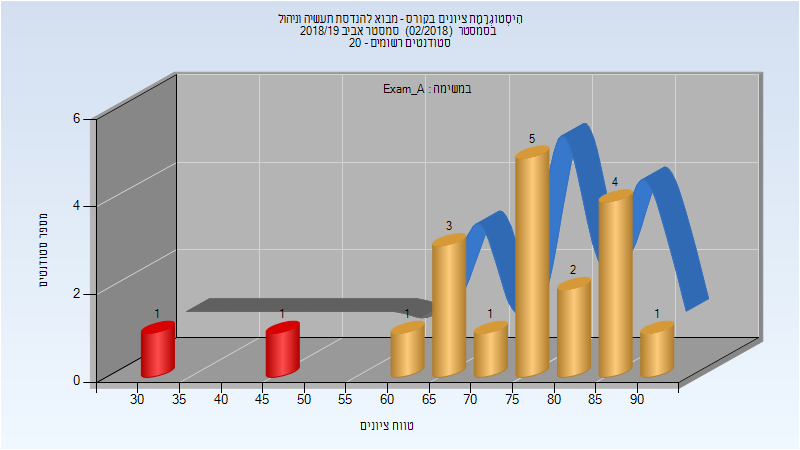 הִיסטוֹגְרָמַת ציונים בקורס - מבוא להנדסת תעשיה וניהול
בסמסטר (02/2018) סמסטר אביב 2018/19
סטודנטים רשומים - 20
במשימה : Exam_A
6
4
2
0
מספר סטודנטים
1
1
1
3
1
5
2
4
1
30 35 40 45 50 55 60 65 70 75 80 85 90
טווח ציונים